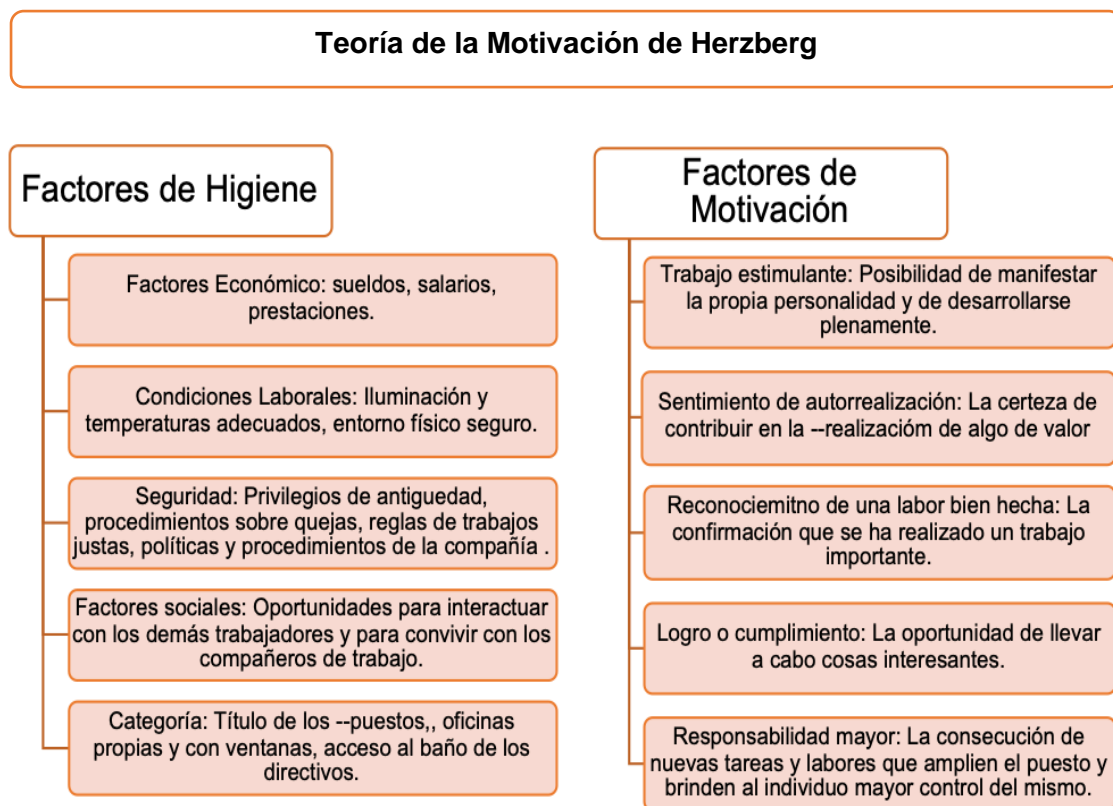 Teoría de la Motivación de Herzberg
Factores de Higiene
Factores Económico: sueldos, salarios,
prestaciones.
Condiciones Laborales: Iluminación y
temperaturas adecuados, entorno físico seguro.
Seguridad: Privilegios de antiguedad,
procedimientos sobre quejas, reglas de trabajos
justas, políticas y procedimientos de la compañía .
Factores sociales: Oportunidades para interactuar
con los demás trabajadores y para convivir con los
compañeros de trabajo.
Categoría: Título de los --puestos,, oficinas
propias y con ventanas, acceso al baño de los
directivos.
Factores de
Motivación
Trabajo estimulante: Posibilidad de manifestar
la propia personalidad y de desarrollarse
plenamente.
Sentimiento de autorrealización: La certeza de
contribuir en la --realizacióm de algo de valor
Reconociemitno de una labor bien hecha: La
confirmación que se ha realizado un trabajo
importante.
Logro o cumplimiento: La oportunidad de llevar
a cabo cosas interesantes.
Responsabilidad mayor: La consecución de
nuevas tareas y labores que amplien el puesto y
brinden al individuo mayor control del mismo.